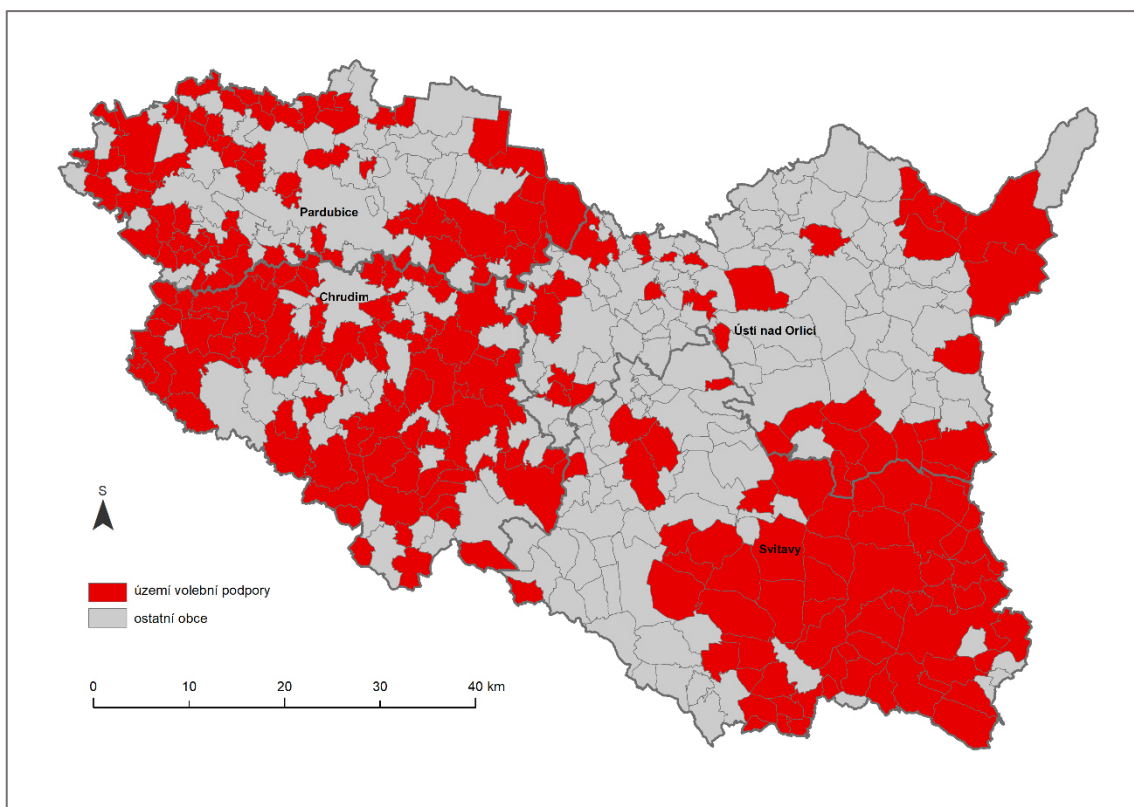 Pardubice
Chrudim
Ústí nad Orlicí
Svitavy
S
území volební podpory
ostatní obce
0 10 20 30 40 km